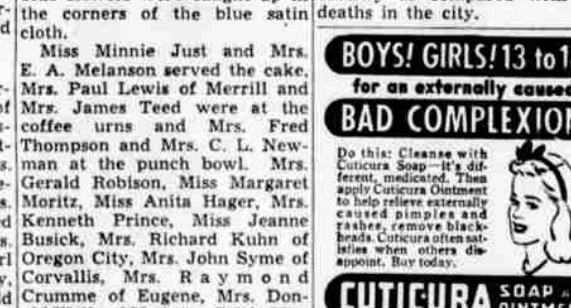 the corners of the blue satin
cloth.
Miss Minnie Just and Mrs.
E. A. Melanson served the cake.
Mrs. Paul Lewis of Merrill and
Mrs. James Teed were at the
coffee urns and Mrs. Fred
Thompson and Mrs. C. L. New-
man at the punch bowl. Mrs.
Gerald Robison, Miss Margaret
Moritz, Miss Anita Hager, Mrs.
Kenneth Prince, Miss Jeanne
Busick, Mrs. Richard Kuhn of
Oregon City, Mrs. John Syme of
Corvallis, Mrs. Raymond
Crumme of Eugene, Mrs. Don-
deaths in the city.
BOYS! GIRLS! 13 to
for an externally caused
BAD COMPLEXION
Do this: Cleanse with
Cuticura Soap—it's dif-
ferent, medicated. Then
apply Cuticura Ointment
to help relieve externally
caused pimples and
rashes, remove black-
heads. Cuticura often sat-
isfies when others dis-
appoint. Buy today.
CUTICURA SOAP